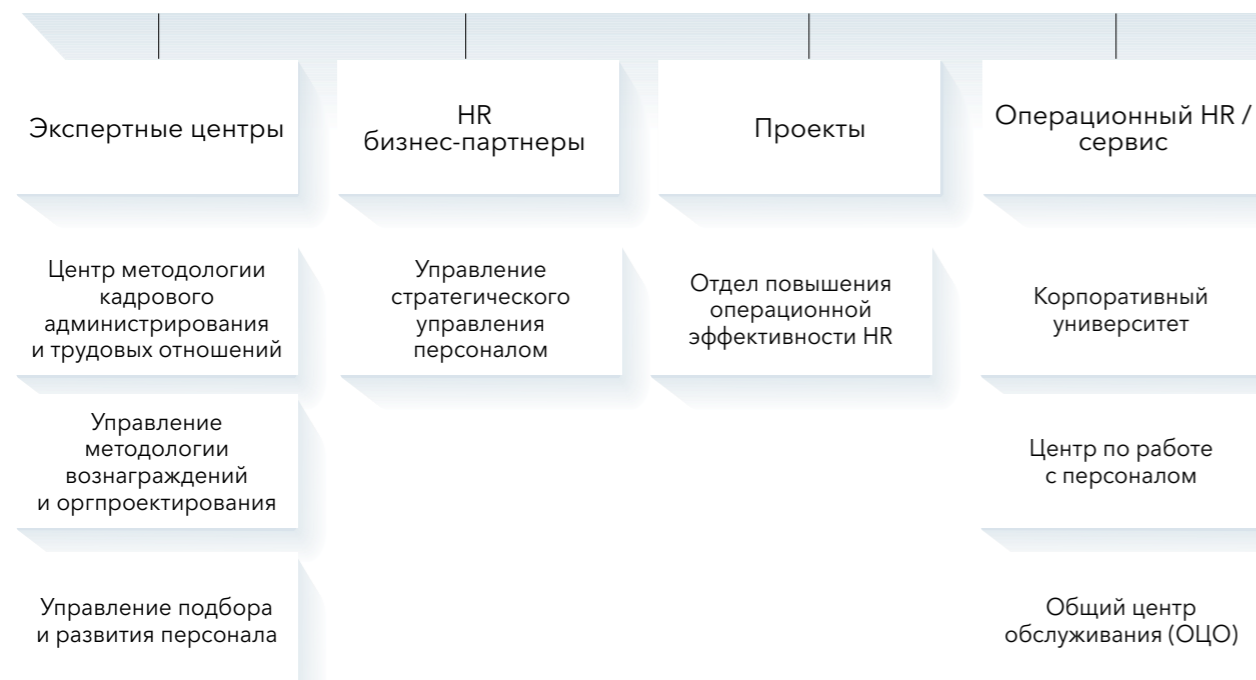 Экспертные центры
HR
бизнес-партнеры
Проекты
Операционный HR /
сервис
Центр методологии
кадрового
администрирования
и трудовых отношений
Управление
стратегического
управления
персоналом
Отдел повышения
операционной
эффективности HR
Корпоративный
университет
Управление
методологии
вознаграждений
и оргпроектирования
Центр по работе
с персоналом
Управление подбора
и развития персонала
Общий центр
обслуживания (ОЦО)